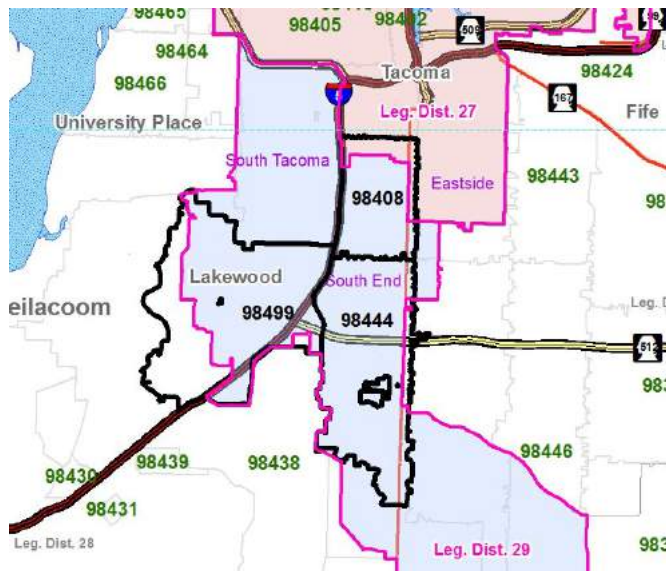 98465
98405
98402
509
98464
98424
Tacoma
98466
167
Leg. Dist. 27
Fife
University Place
South Tacoma
98443
Eastside
98408
Lakewood
South End
eilacoom
98499
98444
Leg. D
512
98446
98439
98438
98430
98431
Leg. Dist. 28
Leg. Dist. 29